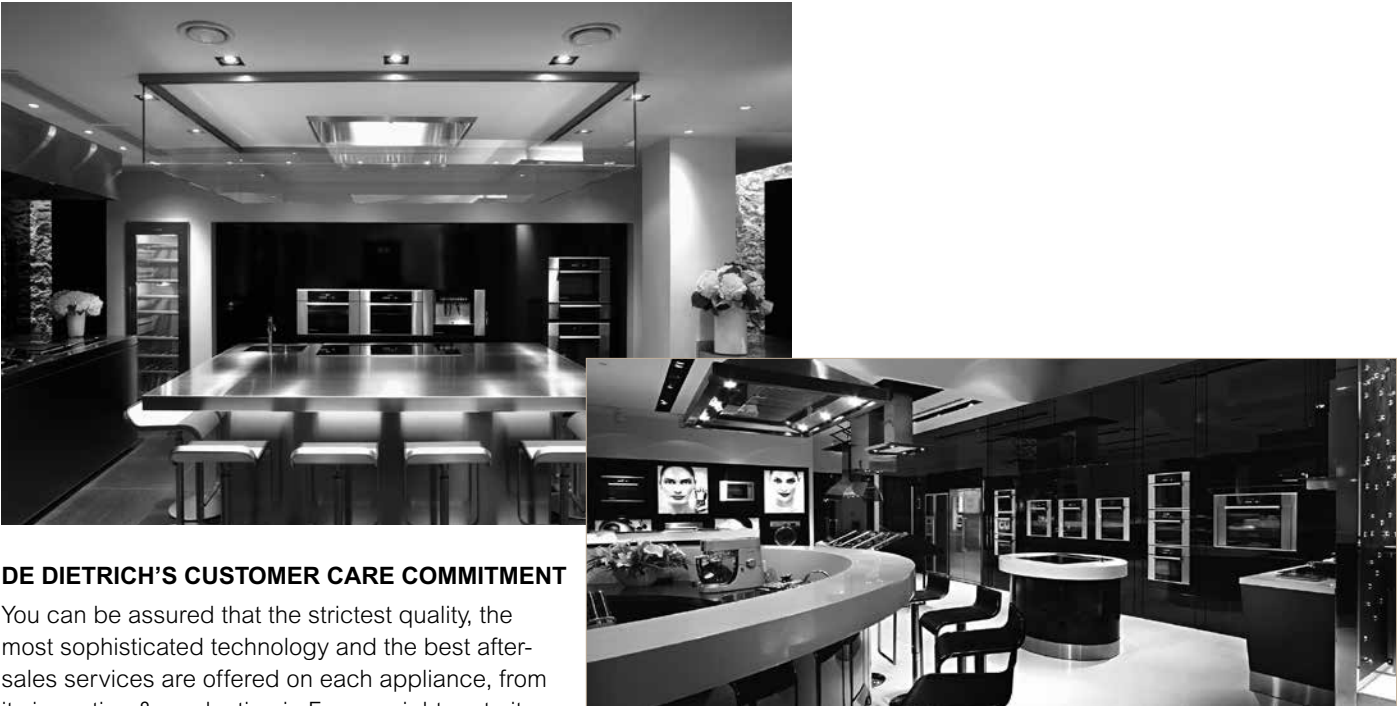 DE DIETRICH'S CUSTOMER CARE COMMITMENT
You can be assured that the strictest quality, the
most sophisticated technology and the best after-
sales services are offered on each appliance, from